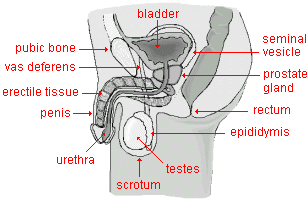 bladder
pubic bone
vas deferens
erectile tissue
penis
urethra
scrotum
testes
epididymis
rectum
prostate
gland
seminal
vesicle